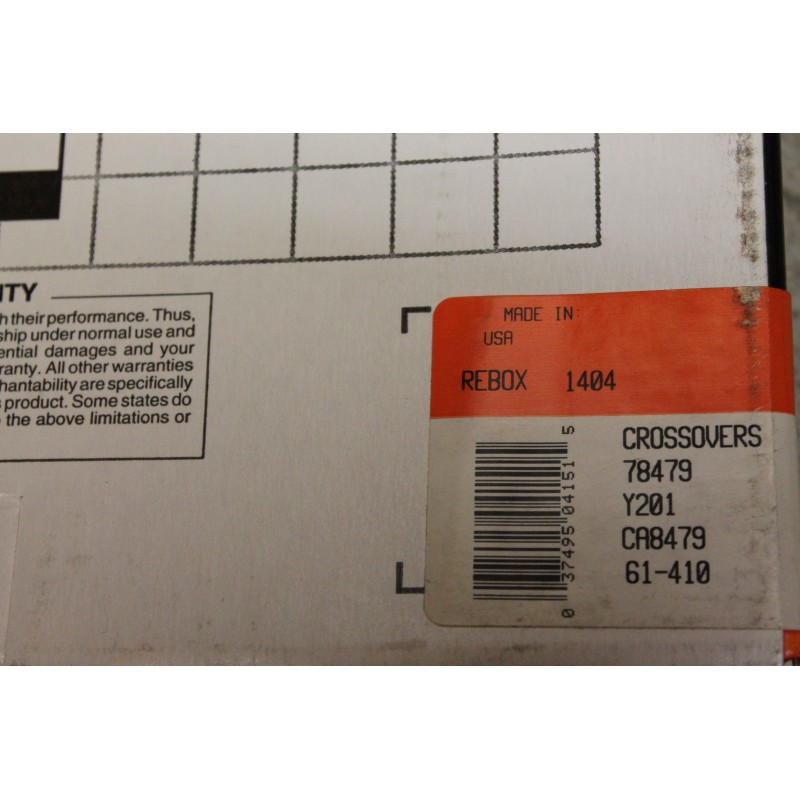 ITY
h their performance. Thus,
ship under normal use and
ential damages and your
ranty. All other warranties
hantability are specifically
s product. Some states do
the above limitations or
MADE IN:
USA
REBOX 1404
CROSSOVERS
78479
Y201
CA8479
61-410
0 37495 04151 5